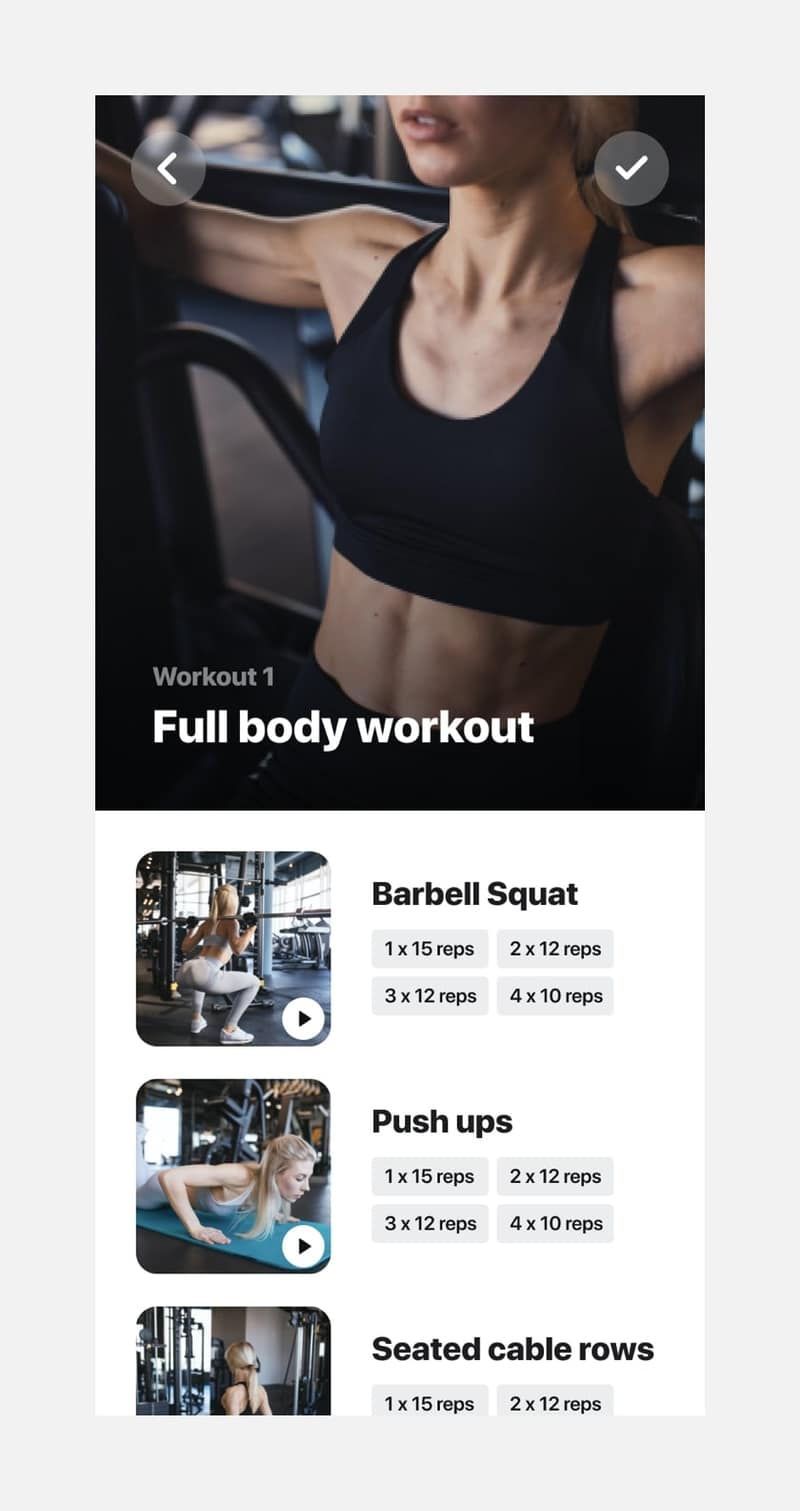 Workout 1
Full body workout
Barbell Squat
1 x 15 reps 2 x 12 reps
3 x 12 reps 4 x 10 reps
Push ups
1 x 15 reps 2 x 12 reps
3 x 12 reps 4 x 10 reps
Seated cable rows
1 x 15 reps 2 x 12 reps